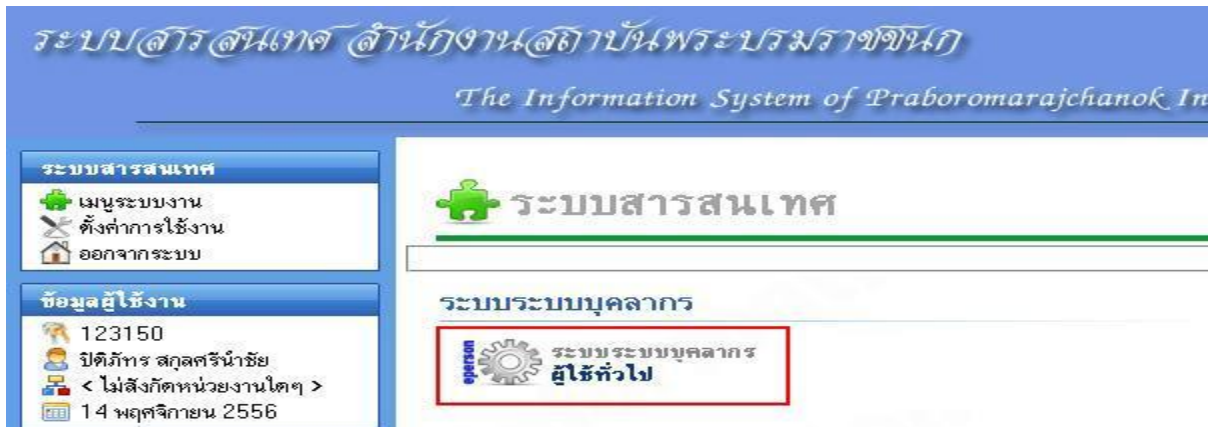 ระบบสารสนเทศ สำนักงานสถาบันพระบรมราชชนก
The Information System of Praboromarajchanok In
ระบบสารสนเทศ
เมนูระบบงาน
ตั้งค่าการใช้งาน
ออกจากระบบ
ข้อมูลผู้ใช้งาน
123150
ปิติภัทร สกุลศรีนำชัย
< ไม่สังกัดหน่วยงานใดๆ >
14 พฤศจิกายน 2556
ระบบสารสนเทศ
ระบบระบบบุคลากร
eperson
ระบบระบบบุคลากร
ผู้ใช้ทั่วไป